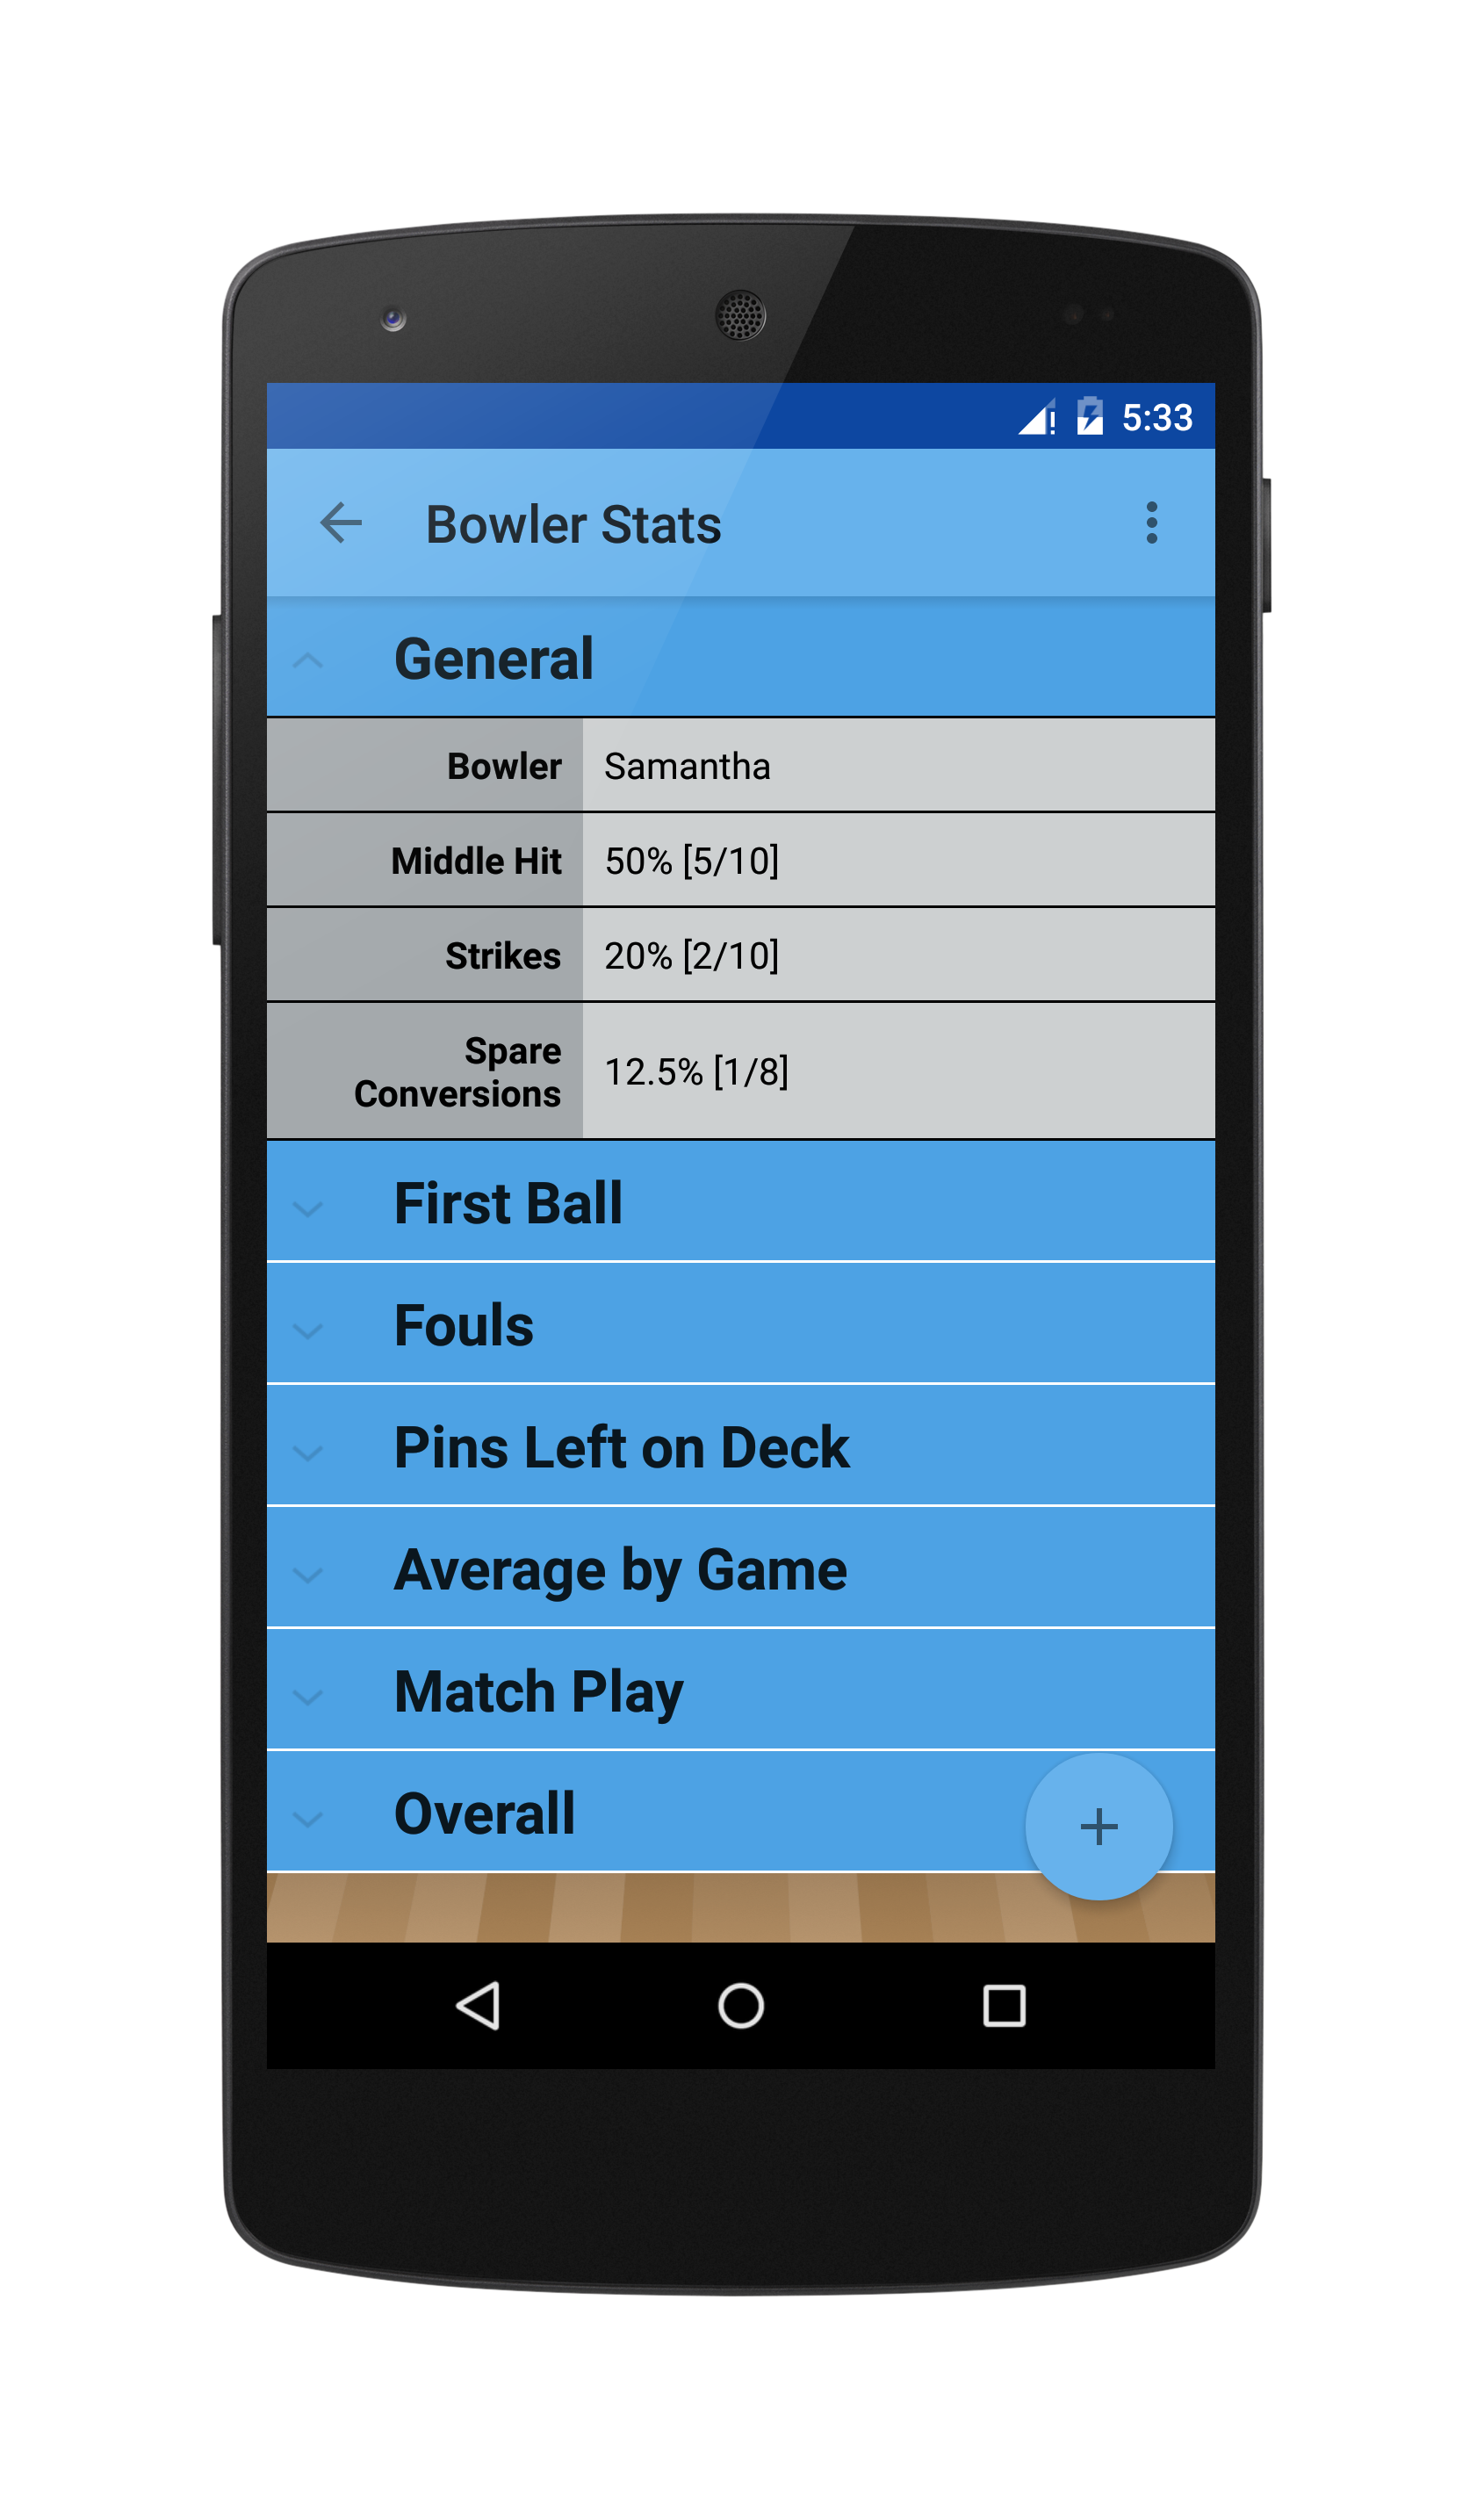 5:33
Bowler Stats
General
Bowler Samantha
Middle Hit 50% [5/10]
Strikes 20% [2/10]
Spare
Conversions 12.5% [1/8]
First Ball
Fouls
Pins Left on Deck
Average by Game
Match Play
Overall